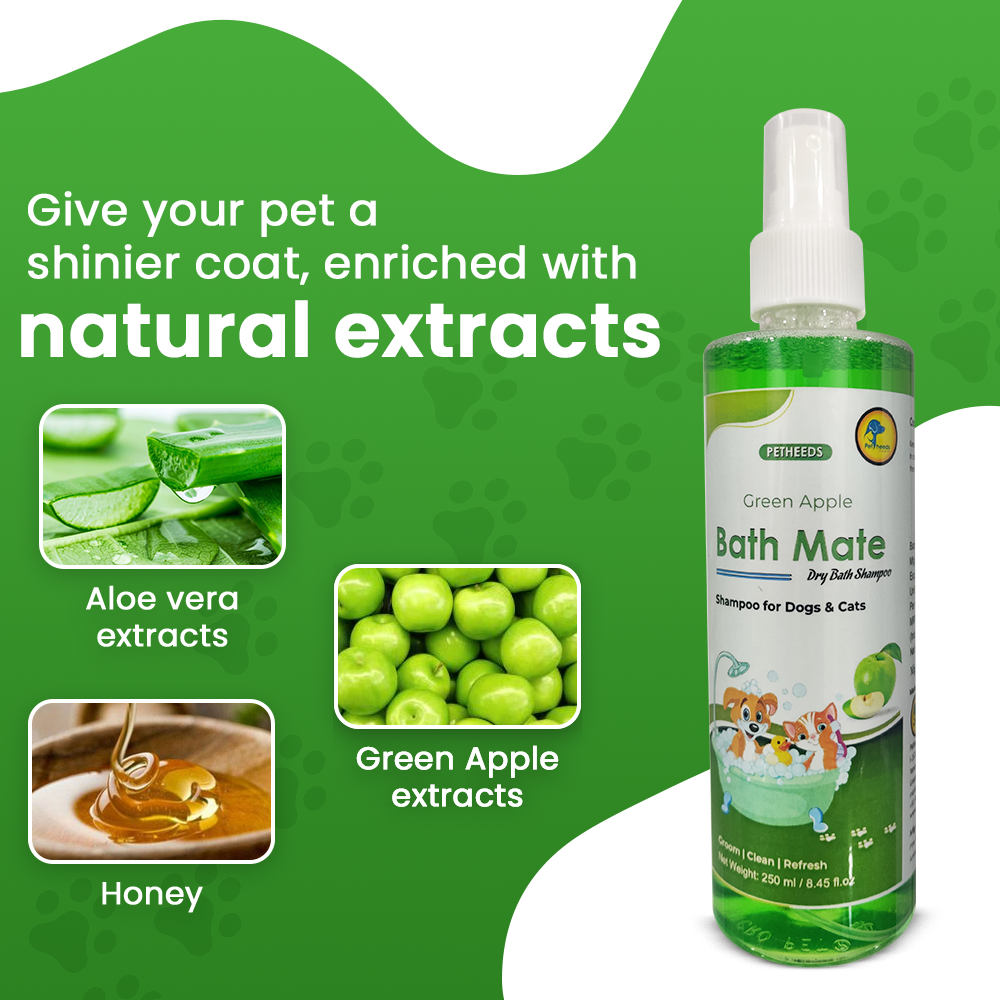 Give your pet a
shinier coat, enriched with
natural extracts
Aloe vera
extracts
Green Apple
extracts
Honey
PETHEEDS
Pet heeds
Green Apple
Bath Mate
Dry Bath Shampoo
Shampoo for Dogs & Cats
Groom | Clean | Refresh
Net Weight: 250 ml / 8.45 fl.oz